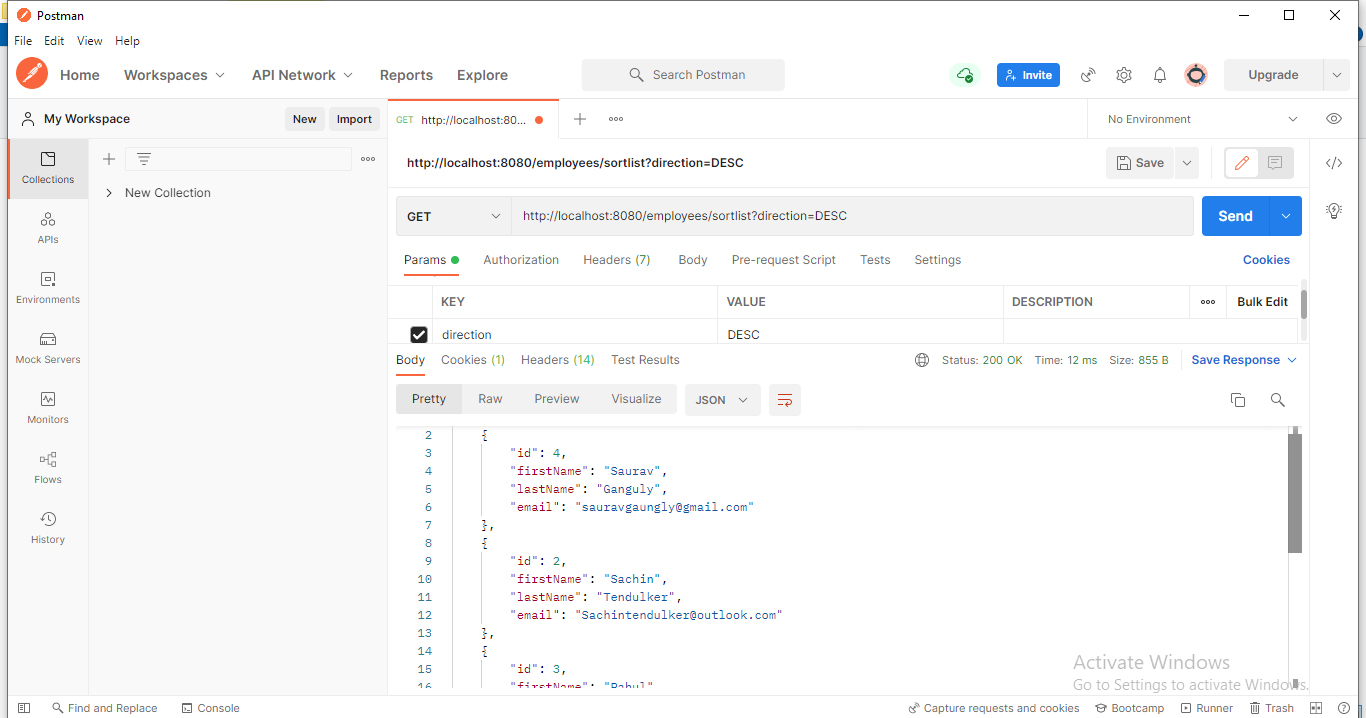 Postman
File Edit View Help
Home Workspaces API Network Reports Explore Search Postman Invite Upgrade
My Workspace New Import GET http://localhost:80... No Environment
http://localhost:8080/employees/sortlist?direction=DESC Save
Collections
New Collection
GET http://localhost:8080/employees/sortlist?direction=DESC Send
APIs
Params Authorization Headers (7) Body Pre-request Script Tests Settings Cookies
Environments
KEY VALUE DESCRIPTION Bulk Edit
direction DESC
Mock Servers
Body Cookies (1) Headers (14) Test Results Status: 200 OK Time: 12 ms Size: 855 B Save Response
Pretty Raw Preview Visualize JSON
Monitors
Flows
History
2 {
3 "id": 4,
4 "firstName": "Saurav",
5 "lastName": "Ganguly",
6 "email": "sauravgaungly@gmail.com"
7 },
8 {
9 "id": 2,
10 "firstName": "Sachin",
11 "lastName": "Tendulker",
12 "email": "Sachintendulker@outlook.com"
13 },
14 {
15 "id": 3,
16 "firstName": "Rahul"
Activate Windows
Go to Settings to activate Windows.
Find and Replace Console Capture requests and cookies Bootcamp Runner Trash